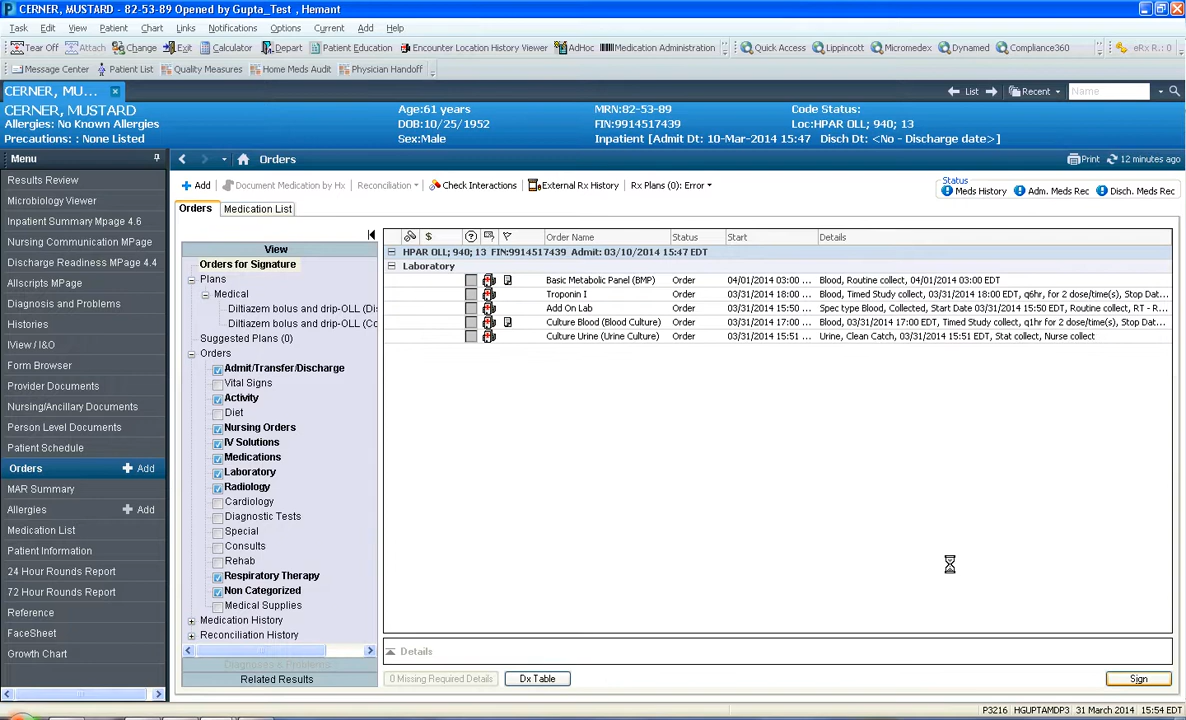 CERNER, MUSTARD - 82-53-89 Opened by Gupta_Test , Hemant
Task Edit View Patient Chart Links Notifications Options Current Add Help
Tear Off Attach Change Exit Calculator Depart Patient Education Encounter Location History Viewer AdHoc Medication Administration Quick Access Lippincott Micromedex Dynamed Compliance360 eRx R.: 0
Message Center Patient List Quality Measures Home Meds Audit Physician Handoff
CERNER, MU... List Recent Name
CERNER, MUSTARD Age:61 years MRN:82-53-89 Code Status:
Allergies: No Known Allergies DOB:10/25/1952 FIN:9914517439 Loc:HPAR OLL; 940; 13
Precautions: : None Listed Sex:Male Inpatient [Admit Dt: 10-Mar-2014 15:47 Disch Dt: <No - Discharge date>]
Menu Orders Print 12 minutes ago
Results Review
Microbiology Viewer
Inpatient Summary Mpage 4.6
Nursing Communication MPage
Discharge Readiness MPage 4.4
Allscripts MPage
Diagnosis and Problems
Histories
IView / I&O
Form Browser
Provider Documents
Nursing/Ancillary Documents
Person Level Documents
Patient Schedule
Orders Add
MAR Summary
Allergies Add
Medication List
Patient Information
24 Hour Rounds Report
72 Hour Rounds Report
Reference
FaceSheet
Growth Chart
Add Document Medication by Hx Reconciliation Check Interactions External Rx History Rx Plans (0): Error
Status
Meds History Adm. Meds Rec Disch. Meds Rec
Orders Medication List
View
Orders for Signature
Plans
Medical
Diltiazem bolus and drip-OLL (Di
Diltiazem bolus and drip-OLL (Cc
Suggested Plans (0)
Orders
Admit/Transfer/Discharge
Vital Signs
Activity
Diet
Nursing Orders
IV Solutions
Medications
Laboratory
Radiology
Cardiology
Diagnostic Tests
Special
Consults
Rehab
Respiratory Therapy
Non Categorized
Medical Supplies
Medication History
Reconciliation History
Diagnoses & Problems
Related Results
$ Order Name Status Start Details
HPAR OLL; 940; 13 FIN:9914517439 Admit: 03/10/2014 15:47 EDT
Laboratory
Basic Metabolic Panel (BMP) Order 04/01/2014 03:00 ... Blood, Routine collect, 04/01/2014 03:00 EDT
Troponin I Order 03/31/2014 18:00 ... Blood, Timed Study collect, 03/31/2014 18:00 EDT, q6hr, for 2 dose/time(s), Stop Dat...
Add On Lab Order 03/31/2014 15:50 ... Spec type Blood, Collected, Start Date 03/31/2014 15:50 EDT, Routine collect, RT - R...
Culture Blood (Blood Culture) Order 03/31/2014 17:00 ... Blood, 03/31/2014 17:00 EDT, Timed Study collect, q1hr for 2 dose/time(s), Stop Dat...
Culture Urine (Urine Culture) Order 03/31/2014 15:51 ... Urine, Clean Catch, 03/31/2014 15:51 EDT, Stat collect, Nurse collect
Details
0 Missing Required Details Dx Table Sign
P3216 HGUPTAMDP3 31 March 2014 15:54 EDT